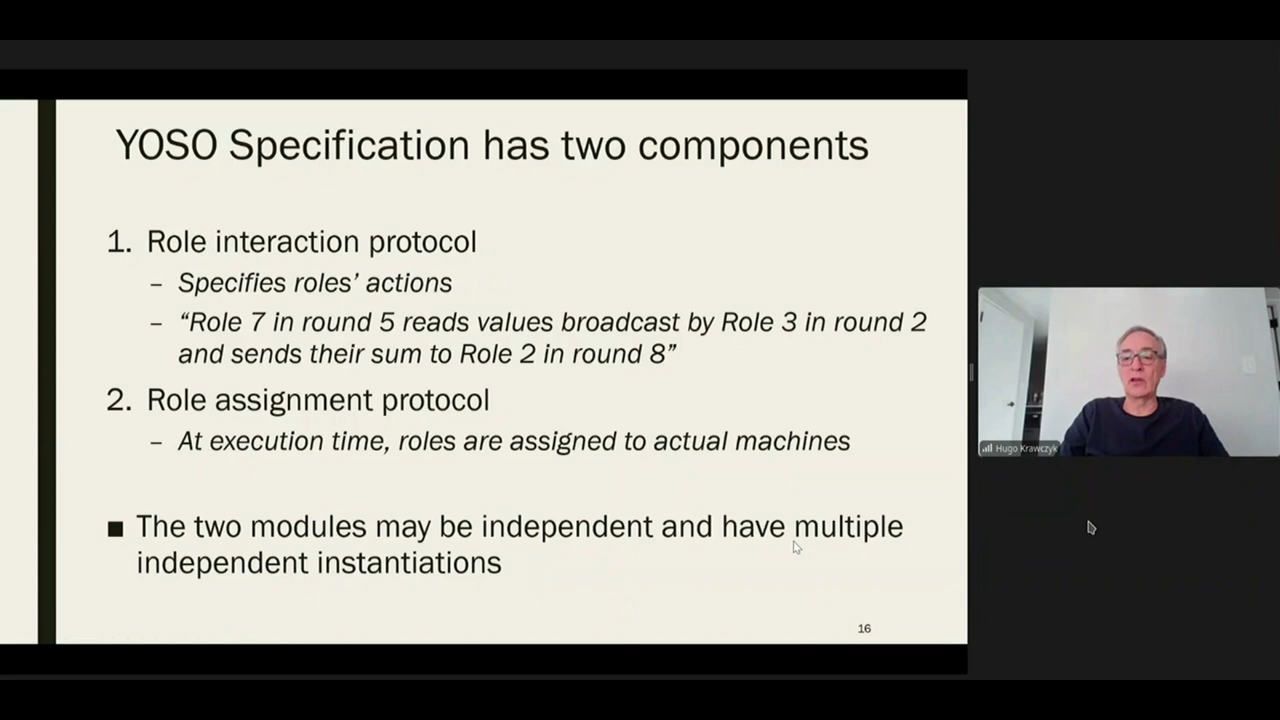 YOSO Specification has two components
1. Role interaction protocol
– Specifies roles’ actions
– “Role 7 in round 5 reads values broadcast by Role 3 in round 2
and sends their sum to Role 2 in round 8”
2. Role assignment protocol
– At execution time, roles are assigned to actual machines
■ The two modules may be independent and have multiple
independent instantiations
16
Hugo Krawczyk